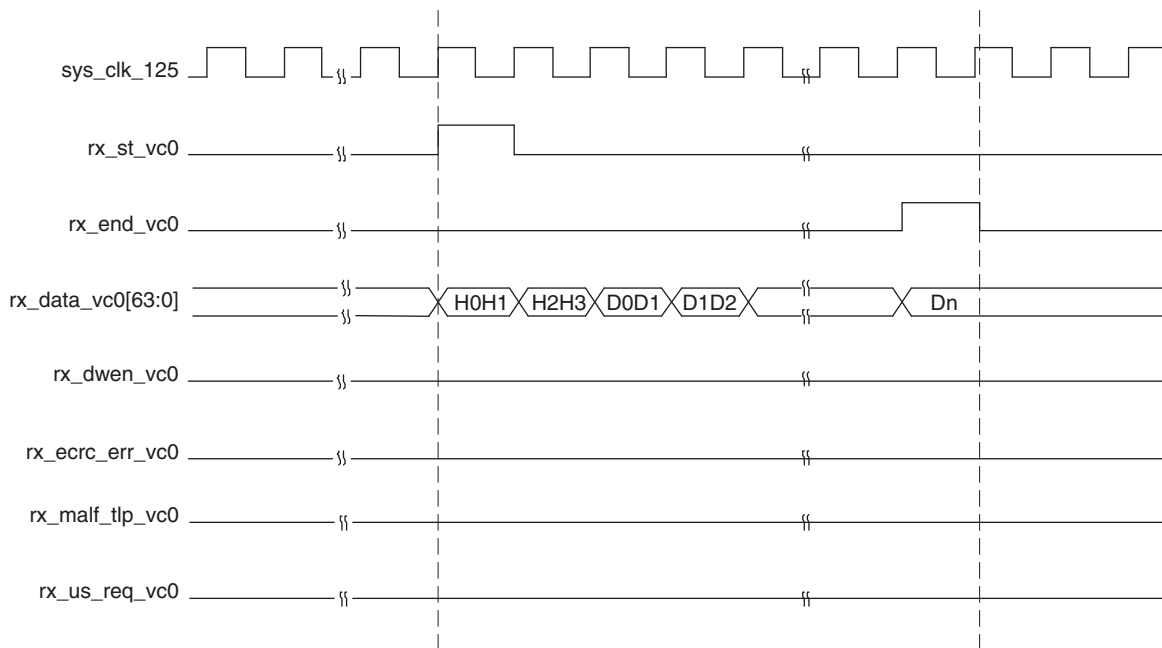 sys_clk_125
rx_st_vc0
rx_end_vc0
rx_data_vc0[63:0] H0H1 H2H3 D0D1 D1D2 Dn
rx_dwen_vc0
rx_ecrc_err_vc0
rx_malf_tlp_vc0
rx_us_req_vc0